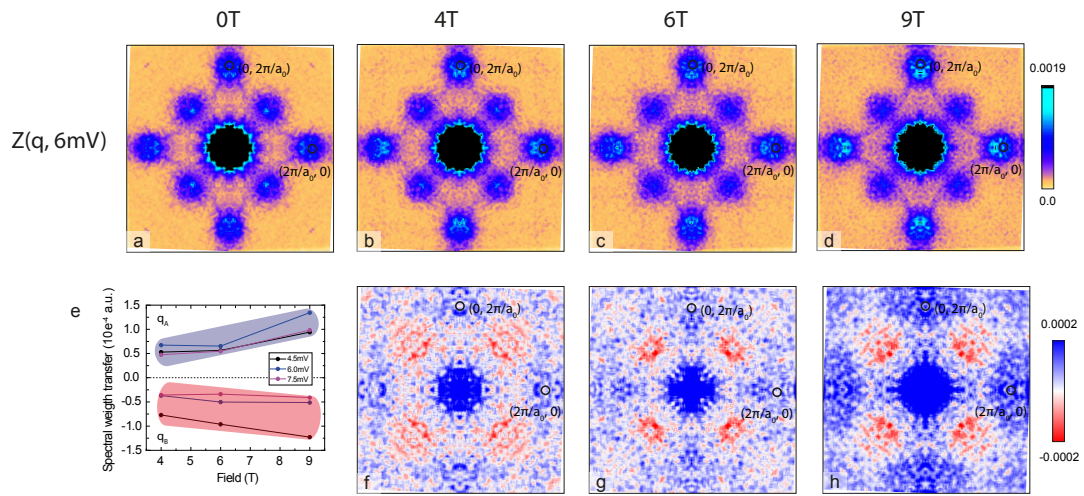 0T 4T 6T 9T
Z(q, 6mV)
(0, 2π/a₀) (0, 2π/a₀) (0, 2π/a₀) (0, 2π/a₀)
(2π/a₀, 0) (2π/a₀, 0) (2π/a₀, 0) (2π/a₀, 0)
0.0019
0.0
a b c d
e
Spectral weigth transfer (10e⁻⁴ a.u.)
1.5
1.0
0.5
0.0
-0.5
-1.0
-1.5
qA
4.5mV
6.0mV
7.5mV
qB
4 5 6 7 8 9
Field (T)
(0, 2π/a₀) (0, 2π/a₀) (0, 2π/a₀)
(2π/a₀, 0) (2π/a₀, 0) (2π/a₀, 0)
f g h
0.0002
-0.0002